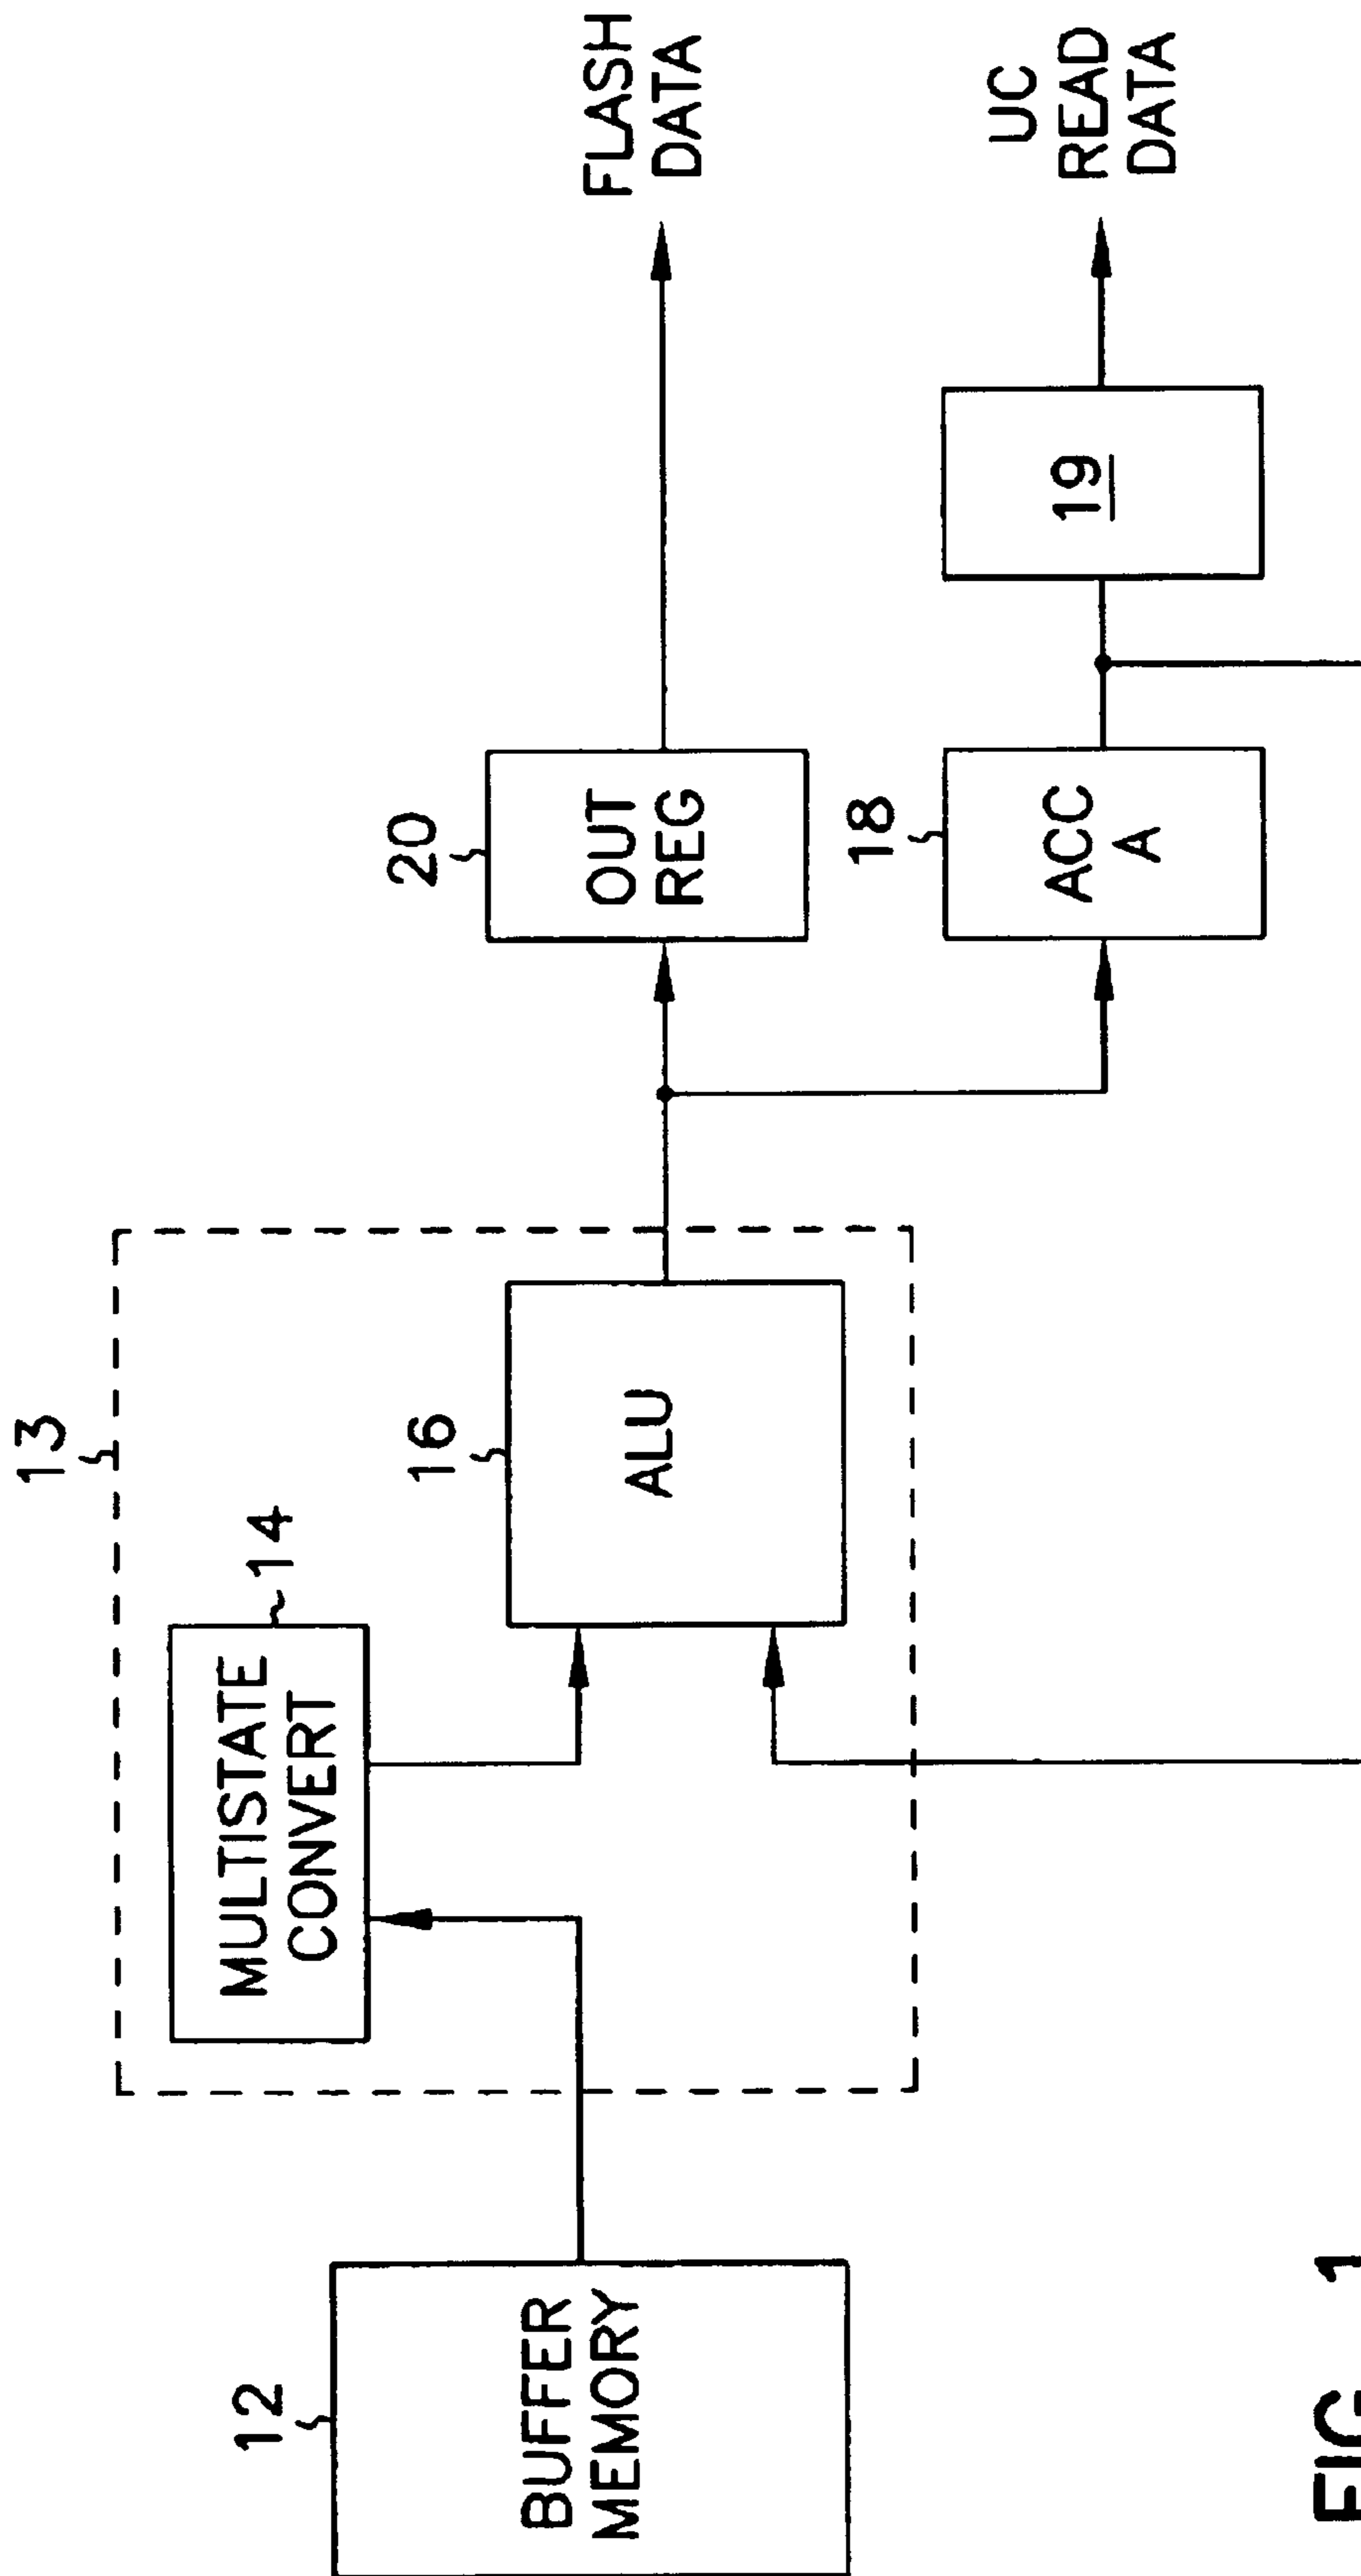 13
14
MULTISTATE
CONVERT
12
BUFFER
MEMORY
16
ALU
20
OUT
REG
FLASH
DATA
18
ACC
A
19
UC
READ
DATA
FIG. 1